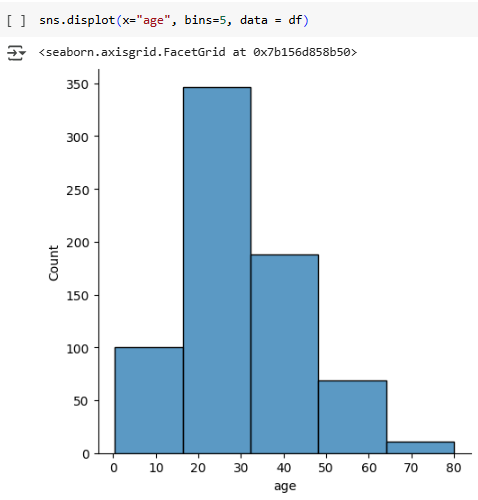 [ ] sns.displot(x="age", bins=5, data = df)
<seaborn.axisgrid.FacetGrid at 0x7b156d858b50>
350
300
250
200
150
100
50
0
Count
0 10 20 30 40 50 60 70 80
age